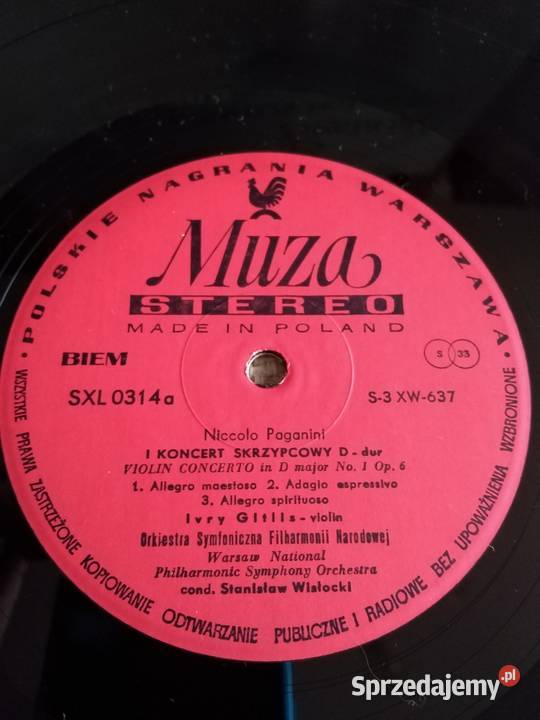 • POLSKIE NAGRANIA WARSZAWA •
Muza
STEREO
MADE IN POLAND
BIEM
S 33
SXL 0314a
S-3 XW-637
Niccolo Paganini
I KONCERT SKRZYPCOWY D-dur
VIOLIN CONCERTO in D major No. 1 Op. 6
1. Allegro maestoso 2. Adagio espressivo
3. Allegro spirituoso
Ivry Gitlis - violin
Orkiestra Symfoniczna Filharmonii Narodowej
Warsaw National
Philharmonic Symphony Orchestra
cond. Stanisław Wisłocki
WSZYSTKIE PRAWA ZASTRZEŻONE KOPIOWANIE ODTWARZANIE PUBLICZNE I RADIOWE BEZ UPOWAŻNIENIA WZBRONIONE
Sprzedajemy.pl